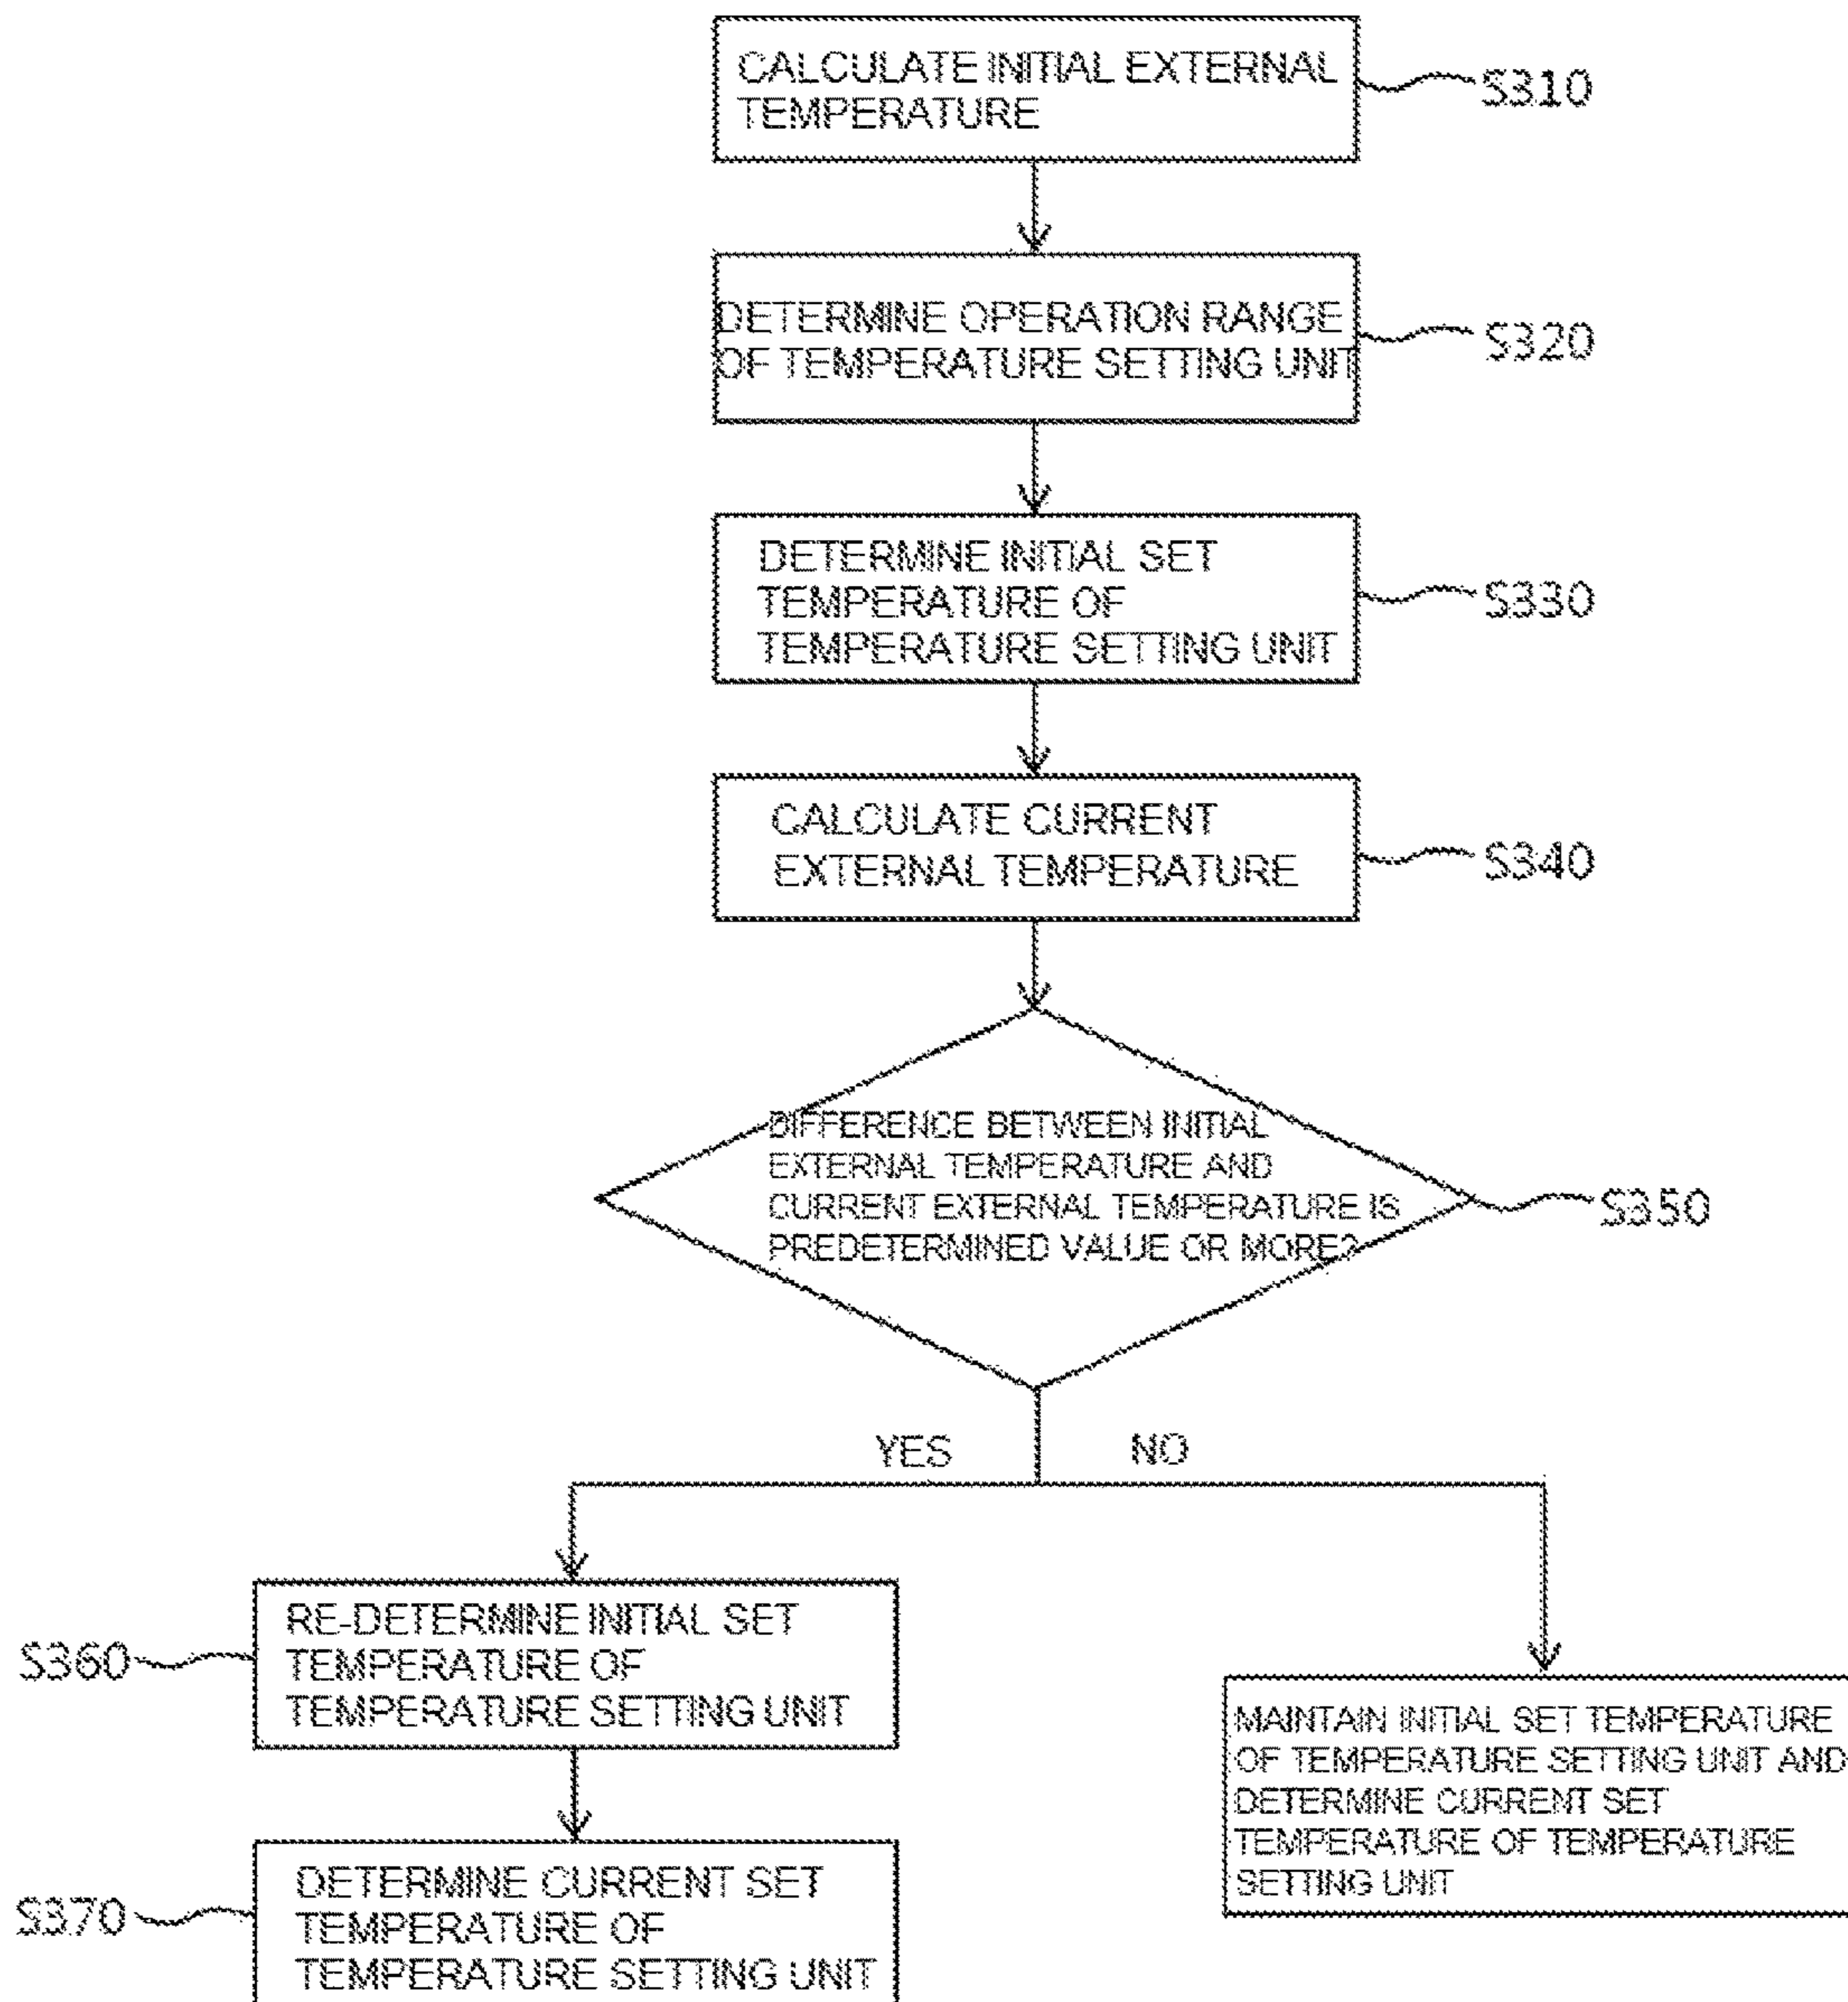 CALCULATE INITIAL EXTERNAL
TEMPERATURE
S310
DETERMINE OPERATION RANGE
OF TEMPERATURE SETTING UNIT
S320
DETERMINE INITIAL SET
TEMPERATURE OF
TEMPERATURE SETTING UNIT
S330
CALCULATE CURRENT
EXTERNAL TEMPERATURE
S340
DIFFERENCE BETWEEN INITIAL
EXTERNAL TEMPERATURE AND
CURRENT EXTERNAL TEMPERATURE IS
PREDETERMINED VALUE OR MORE?
S350
YES
NO
RE-DETERMINE INITIAL SET
TEMPERATURE OF
TEMPERATURE SETTING UNIT
S360
MAINTAIN INITIAL SET TEMPERATURE
OF TEMPERATURE SETTING UNIT AND
DETERMINE CURRENT SET
TEMPERATURE OF TEMPERATURE
SETTING UNIT
DETERMINE CURRENT SET
TEMPERATURE OF
TEMPERATURE SETTING UNIT
S370